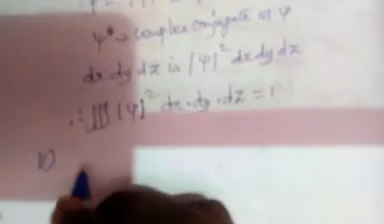 ψ* → complex conjugate of ψ
dx dy dz is |ψ|² dx dy dz
∴ ∭ |ψ|² dx · dy · dz = 1